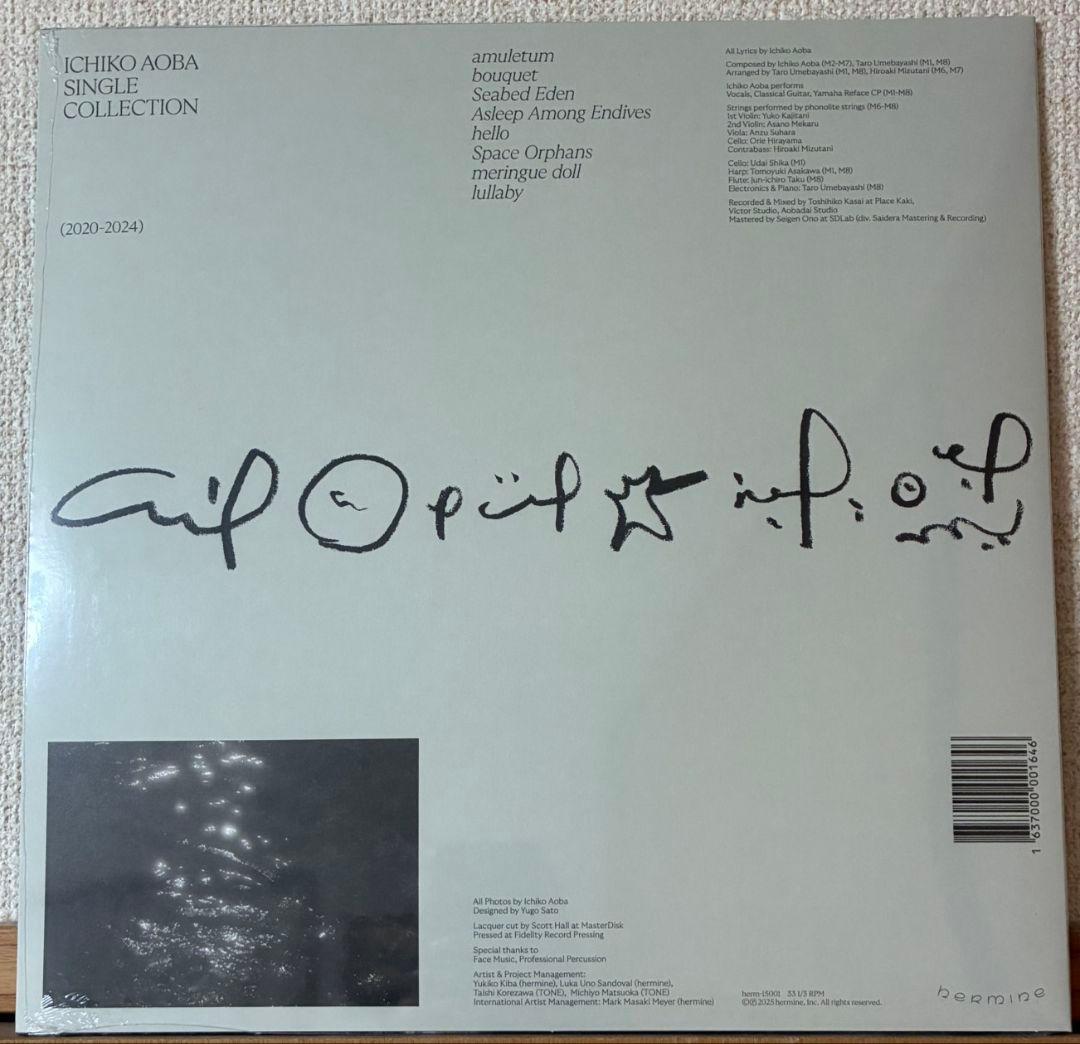 ICHIKO AOBA
SINGLE
COLLECTION
(2020-2024)
amuletum
bouquet
Seabed Eden
Asleep Among Endives
hello
Space Orphans
meringue doll
lullaby
All Lyrics by Ichiko Aoba
Composed by Ichiko Aoba (M2-M7), Taro Umebayashi (M1, M8)
Arranged by Taro Umebayashi (M1, M8), Hiroaki Mizutani (M6, M7)
Ichiko Aoba performs
Vocals, Classical Guitar, Yamaha Reface CP (M1-M8)
Strings performed by phonolite strings (M6-M8)
1st Violin: Yuko Kajitani
2nd Violin: Asano Mekaru
Viola: Anzu Suhara
Cello: Orie Hirayama
Contrabass: Hiroaki Mizutani
Cello: Udai Shika (M1)
Harp: Tomoyuki Asakawa (M1, M8)
Flute: Jun-ichiro Taku (M8)
Electronics & Piano: Taro Umebayashi (M8)
Recorded & Mixed by Toshihiko Kasai at Place Kaki,
Victor Studio, Aobadai Studio
Mastered by Seigen Ono at SDLab (div. Saidera Mastering & Recording)
All Photos by Ichiko Aoba
Designed by Yugo Sato
Lacquer cut by Scott Hall at MasterDisk
Pressed at Fidelity Record Pressing
Special thanks to
Face Music, Professional Percussion
Artist & Project Management:
Yukiko Kiba (hermine), Luka Uno Sandoval (hermine),
Taishi Korezawa (TONE), Michiyo Matsuoka (TONE)
International Artist Management: Mark Masaki Meyer (hermine)
herm-15001 33 1/3 RPM
©℗ 2025 hermine, Inc. All rights reserved.
hermine
1 637000 001646